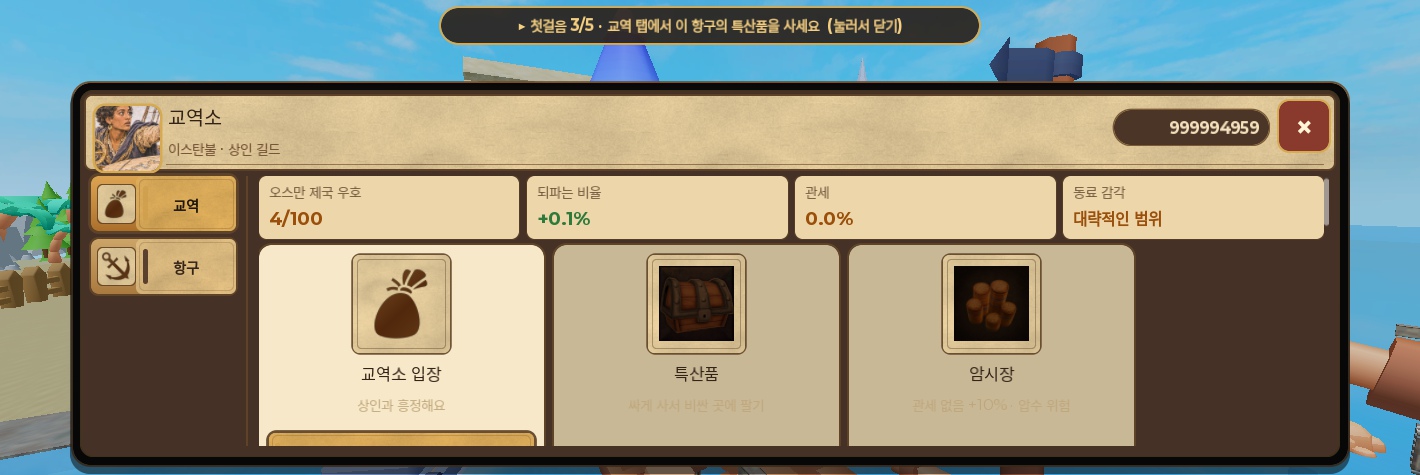 ▸ 첫걸음 3/5 · 교역 탭에서 이 항구의 특산품을 사세요 (눌러서 닫기)
교역소
이스탄불 · 상인 길드
999994959
×
교역
항구
오스만 제국 우호
4/100
되파는 비율
+0.1%
관세
0.0%
동료 감각
대략적인 범위
교역소 입장
상인과 흥정해요
특산품
싸게 사서 비싼 곳에 팔기
암시장
관세 없음 +10% · 압수 위험